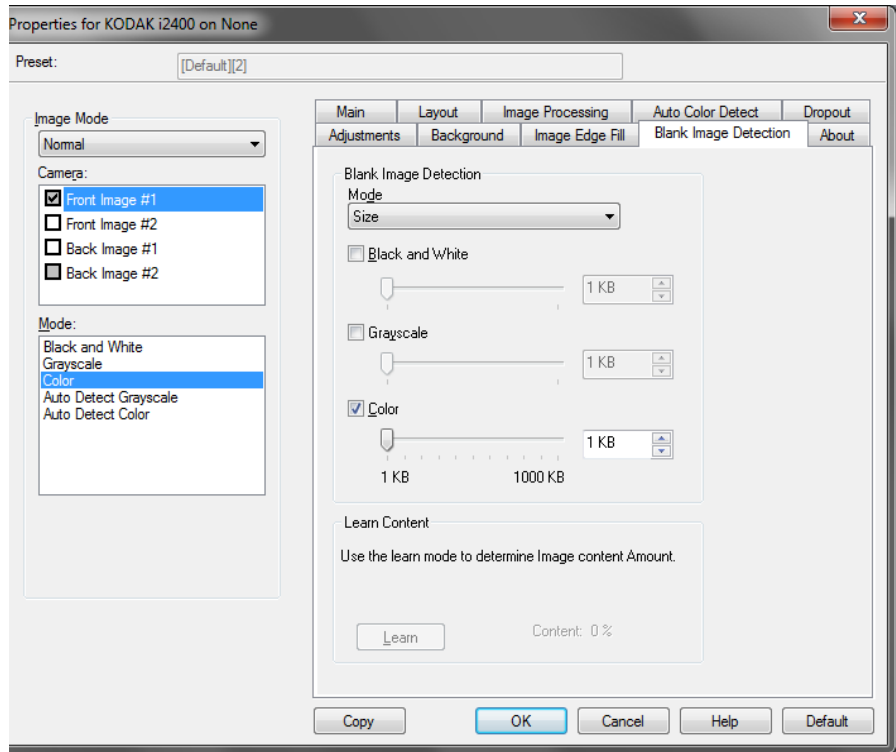 Properties for KODAK i2400 on None
Preset:
[Default][2]
Image Mode
Normal
Camera:
Front Image #1
Front Image #2
Back Image #1
Back Image #2
Mode:
Black and White
Grayscale
Color
Auto Detect Grayscale
Auto Detect Color
Main Layout Image Processing Auto Color Detect Dropout
Adjustments Background Image Edge Fill Blank Image Detection About
Blank Image Detection
Mode
Size
Black and White
1 KB
Grayscale
1 KB
Color
1 KB
1 KB 1000 KB
Learn Content
Use the learn mode to determine Image content Amount.
Learn Content: 0 %
Copy OK Cancel Help Default